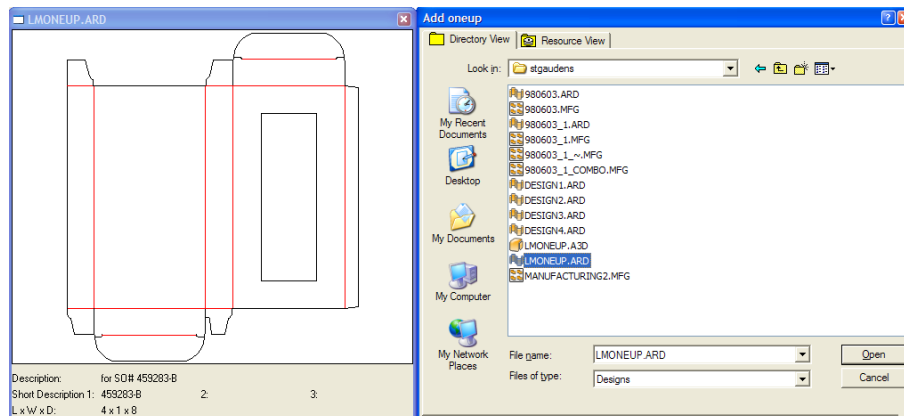 LMONEUP.ARD
Description: for SO# 459283-B
Short Description 1: 459283-B 2: 3:
L x W x D: 4 x 1 x 8
Add oneup
Directory View Resource View
Look in: stgaudens
My Recent Documents
Desktop
My Documents
My Computer
My Network Places
980603.ARD
980603.MFG
980603_1.ARD
980603_1.MFG
980603_1_~.MFG
980603_1_COMBO.MFG
DESIGN1.ARD
DESIGN2.ARD
DESIGN3.ARD
DESIGN4.ARD
LMONEUP.A3D
LMONEUP.ARD
MANUFACTURING2.MFG
File name: LMONEUP.ARD Open
Files of type: Designs Cancel